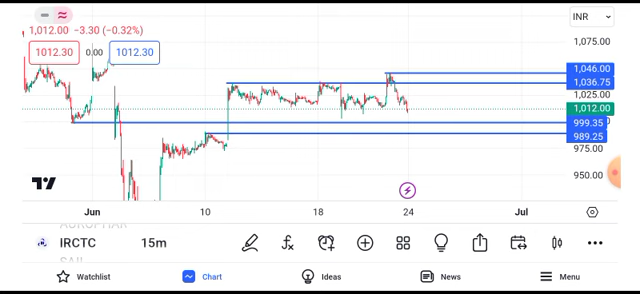 1,012.00 −3.30 (−0.32%)
INR
1012.30 0.00 1012.30
1,075.00
1,046.00
1,036.75
1,025.00
1,012.00
999.35
989.25
975.00
950.00
Jun 10 18 24 Jul
IRCTC 15m
SAIL
Watchlist Chart Ideas News Menu